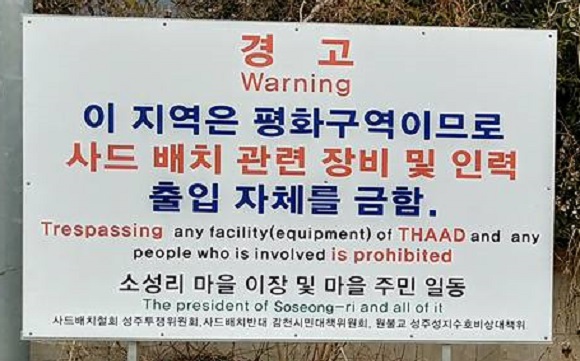 경 고
Warning
이 지역은 평화구역이므로
사드 배치 관련 장비 및 인력
출입 자체를 금함.
Trespassing any facility(equipment) of THAAD and any
people who is involved is prohibited
소성리 마을 이장 및 마을 주민 일동
The president of Soseong-ri and all of it
사드배치철회 성주투쟁위원회,사드배치반대 김천시민대책위원회, 원불교 성주성지수호비상대책위